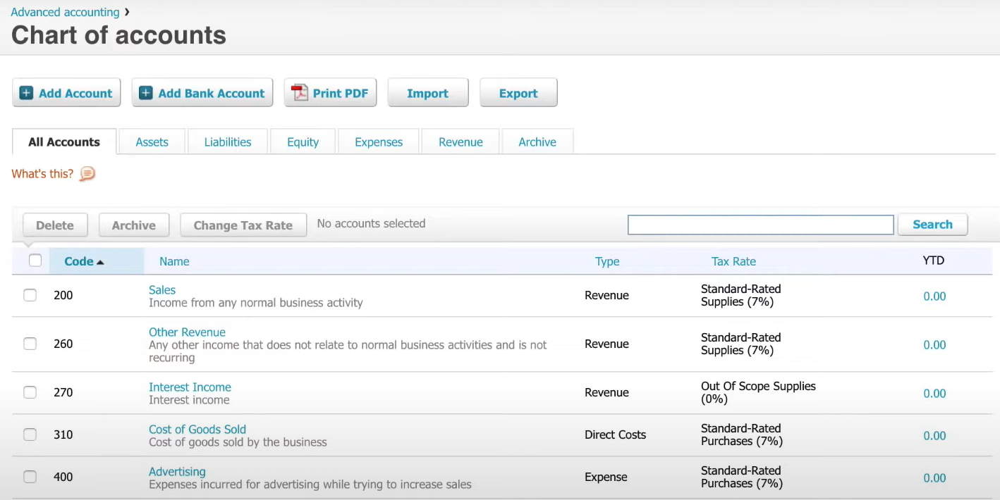 Advanced accounting ›
Chart of accounts
Add Account
Add Bank Account
Print PDF
Import
Export
All Accounts
Assets
Liabilities
Equity
Expenses
Revenue
Archive
What's this?
Delete
Archive
Change Tax Rate
No accounts selected
Search
Code Name Type Tax Rate YTD
200
Sales
Income from any normal business activity
Revenue
Standard-Rated
Supplies (7%)
0.00
260
Other Revenue
Any other income that does not relate to normal business activities and is not
recurring
Revenue
Standard-Rated
Supplies (7%)
0.00
270
Interest Income
Interest income
Revenue
Out Of Scope Supplies
(0%)
0.00
310
Cost of Goods Sold
Cost of goods sold by the business
Direct Costs
Standard-Rated
Purchases (7%)
0.00
400
Advertising
Expenses incurred for advertising while trying to increase sales
Expense
Standard-Rated
Purchases (7%)
0.00